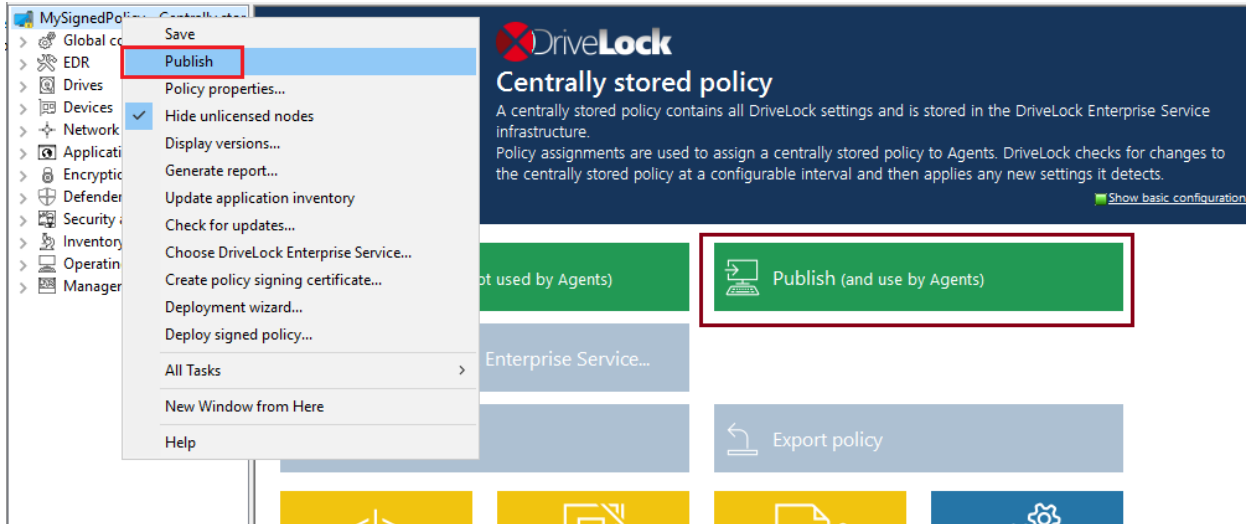 MySignedPolicy - Centrally stor
Global co
EDR
Drives
Devices
Network
Applicati
Encryptic
Defender
Security a
Inventory
Operatin
Manager
Save
Publish
Policy properties...
Hide unlicensed nodes
Display versions...
Generate report...
Update application inventory
Check for updates...
Choose DriveLock Enterprise Service...
Create policy signing certificate...
Deployment wizard...
Deploy signed policy...
All Tasks
New Window from Here
Help
DriveLock
Centrally stored policy
A centrally stored policy contains all DriveLock settings and is stored in the DriveLock Enterprise Service
infrastructure.
Policy assignments are used to assign a centrally stored policy to Agents. DriveLock checks for changes to
the centrally stored policy at a configurable interval and then applies any new settings it detects.
Show basic configuration
ot used by Agents)
Publish (and use by Agents)
Enterprise Service...
Export policy